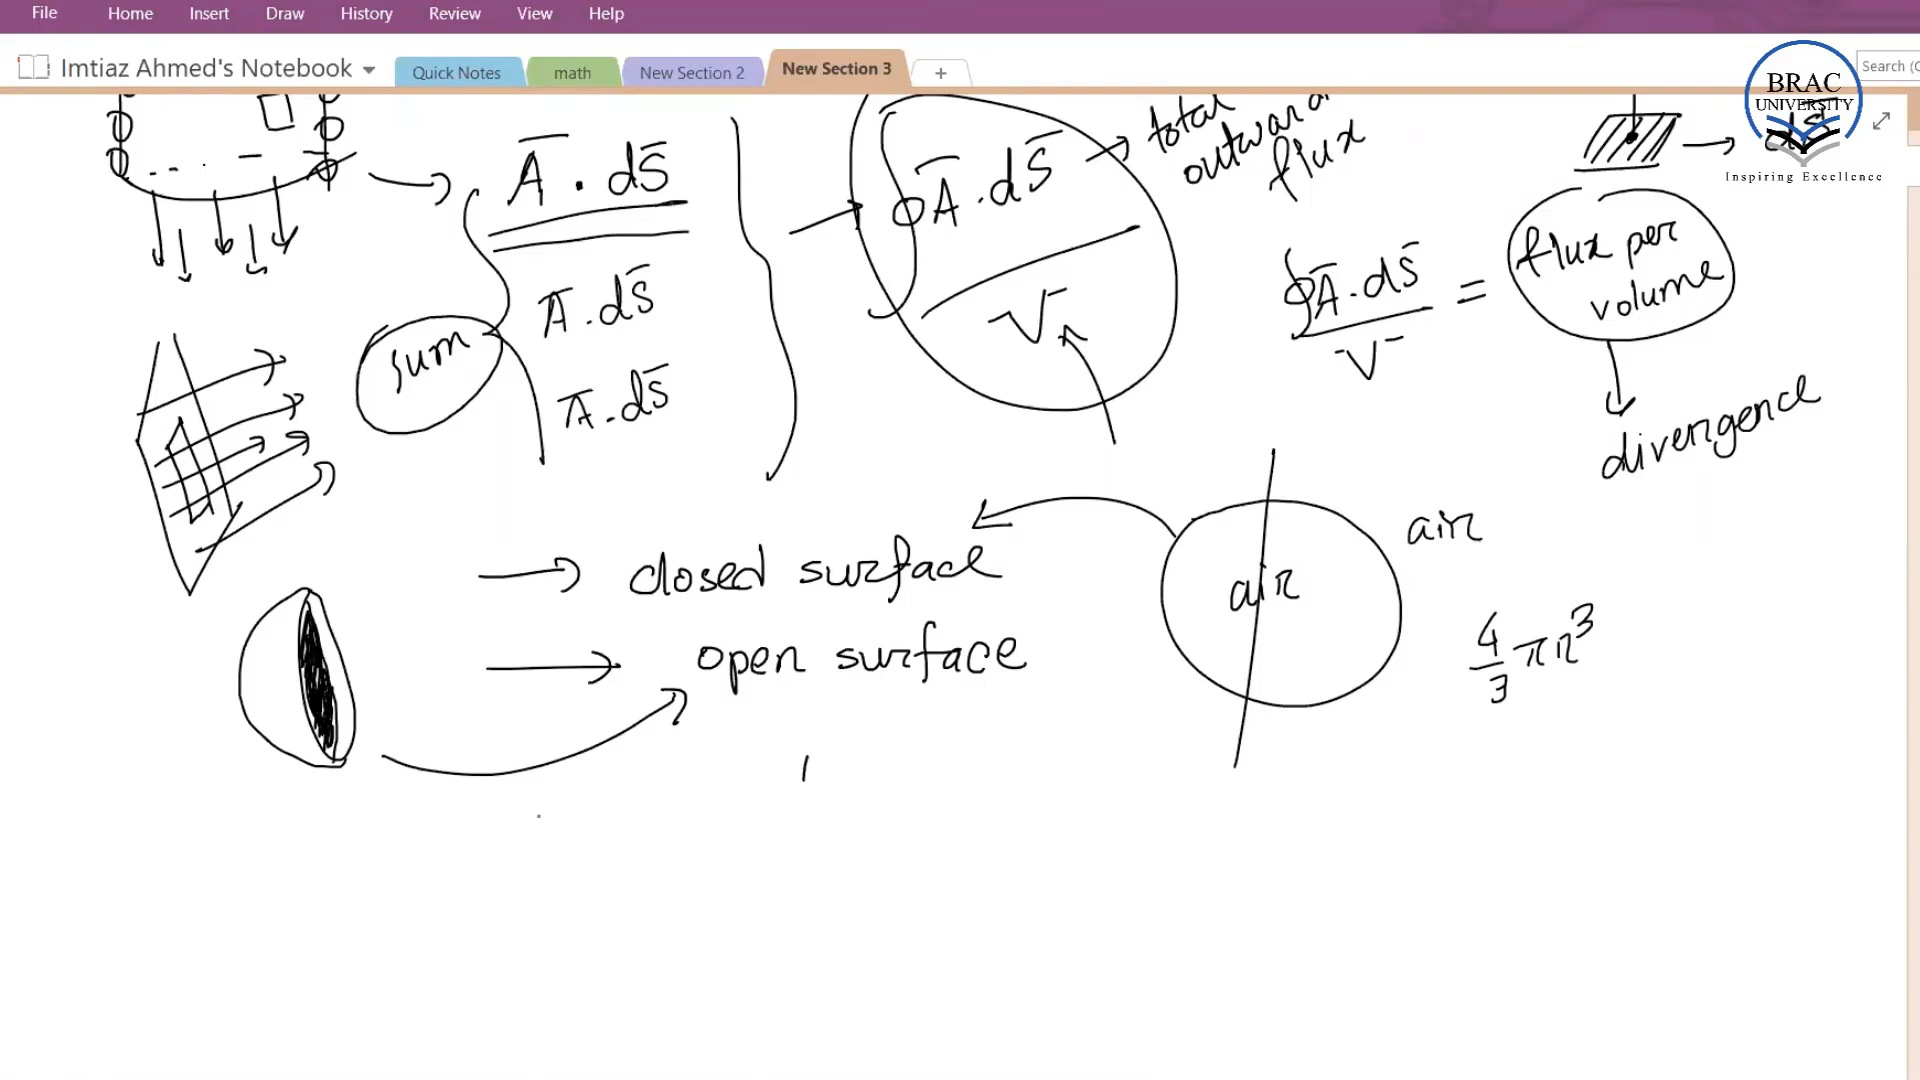 File Home Insert Draw History Review View Help
Imtiaz Ahmed's Notebook Quick Notes math New Section 2 New Section 3 +
Search (
BRAC
UNIVERSITY
Inspiring Excellence
A̅ . dS̅
A̅ . dS̅
A̅ . dS̅
sum
∮A̅ . dS̅
V
total
outward
flux
dS̅
∮A̅ . dS̅ / V = flux per
volume
divergence
closed surface
open surface
air
air
4/3 πr³